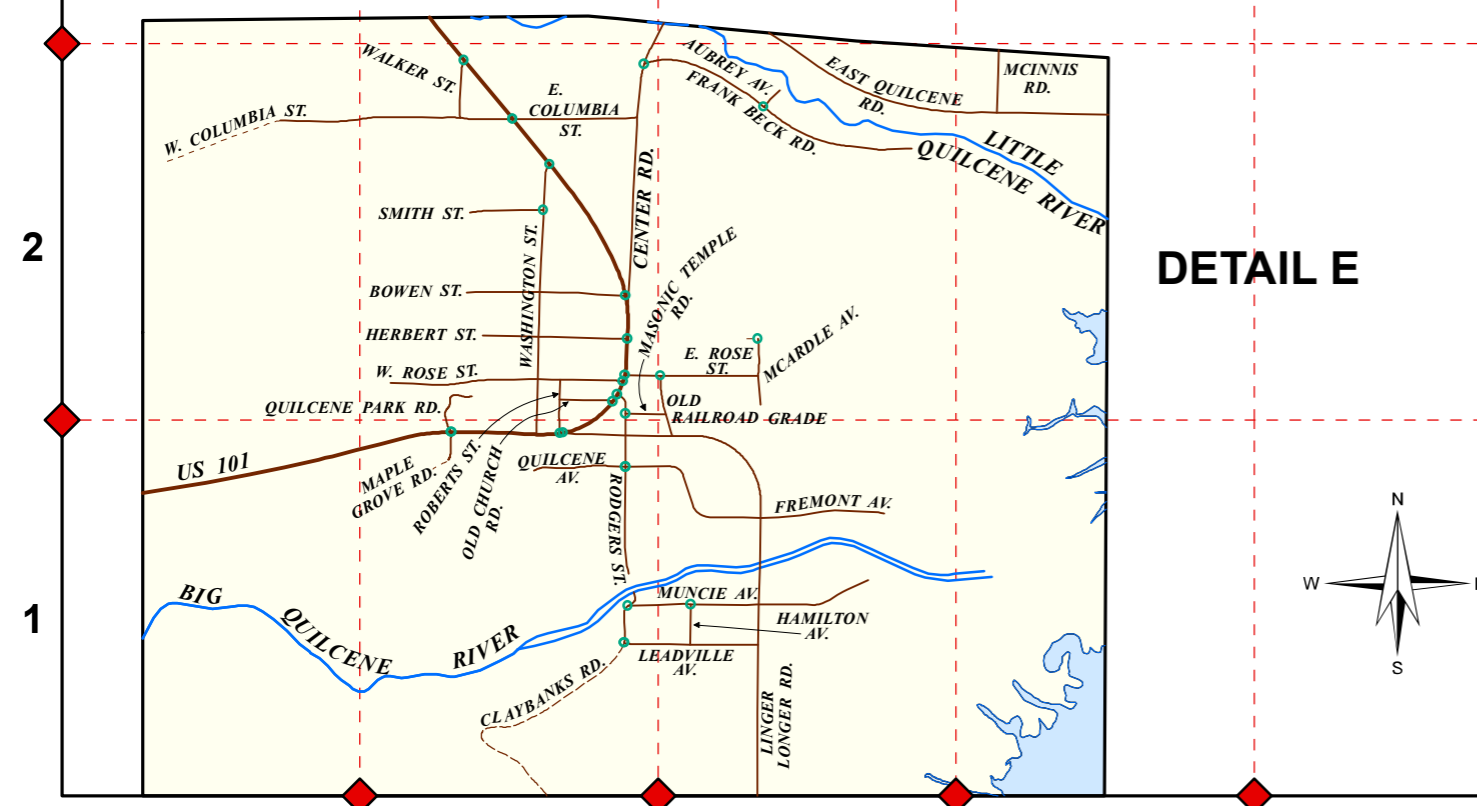 WALKER ST.
E.
COLUMBIA
ST.
W. COLUMBIA ST.
AUBREY AV.
FRANK BECK RD.
EAST QUILCENE
RD.
MCINNIS
RD.
LITTLE
QUILCENE RIVER
2
SMITH ST.
WASHINGTON ST.
CENTER RD.
DETAIL E
BOWEN ST.
MASONIC TEMPLE
RD.
HERBERT ST.
E. ROSE
ST.
MCARDLE AV.
W. ROSE ST.
QUILCENE PARK RD.
OLD
RAILROAD GRADE
US 101
MAPLE
GROVE RD.
ROBERTS ST.
OLD CHURCH
RD.
QUILCENE
AV.
RODGERS ST.
FREMONT AV.
N
W
S
1
BIG
QUILCENE
RIVER
MUNCIE AV.
HAMILTON
AV.
LEADVILLE
AV.
CLAYBANKS RD.
LINGER
LONGER RD.